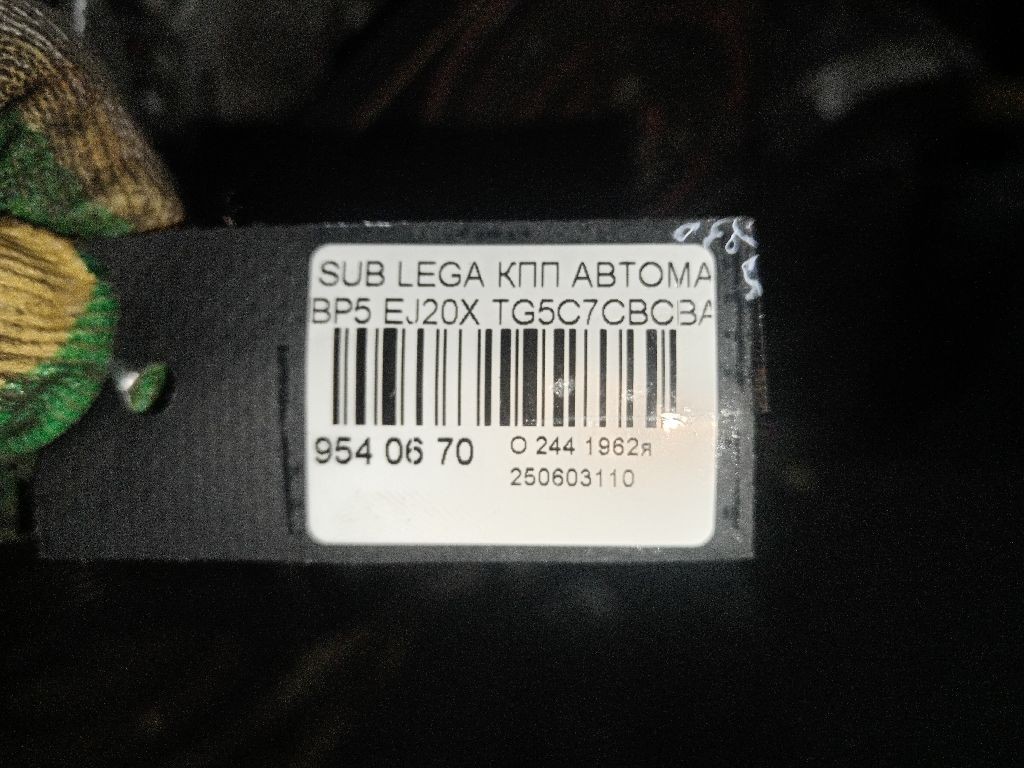 SUB LEGA КПП АВТОМА
BP5 EJ20X TG5C7CBCBA
954 06 70
О 244 1962я
250603110